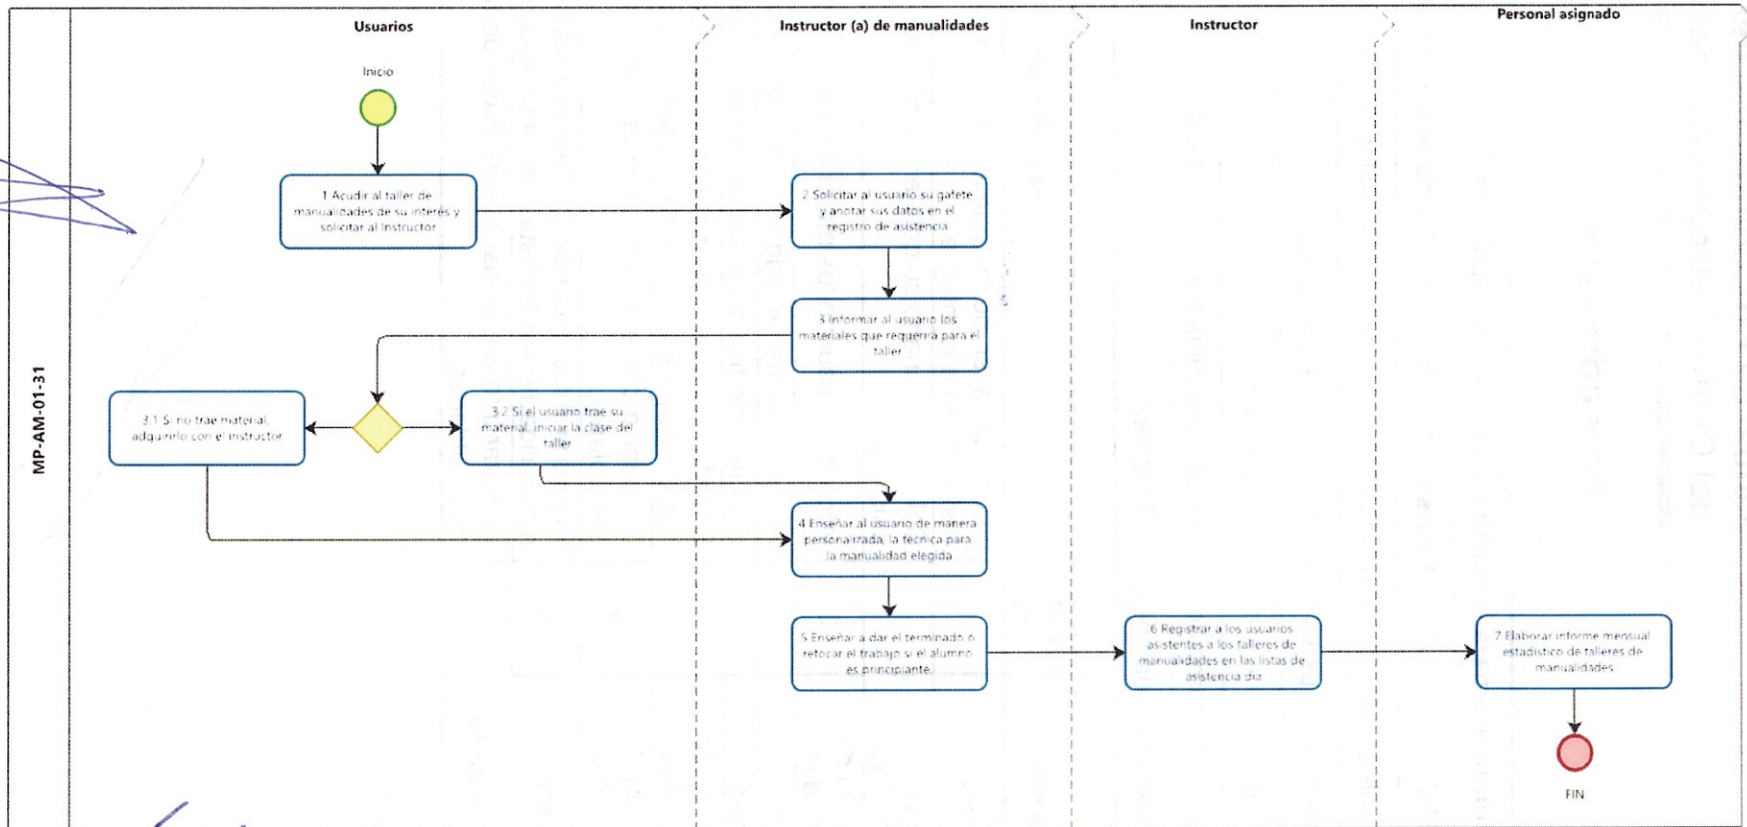 MP-AM-01-31
Usuarios
Instructor (a) de manualidades
Instructor
Personal asignado
Inicio
1 Acudir al taller de
manualidades de su interés y
solicitar al Instructor
2 Solicitar al usuario su gafete
y anotar sus datos en el
registro de asistencia
3 Informar al usuario los
materiales que requerirá para el
taller
3.1 Si no trae material,
adquirirlo con el instructor
3.2 Si el usuario trae su
material, iniciar la clase del
taller
4 Enseñar al usuario de manera
personalizada, la técnica para
la manualidad elegida
5 Enseñar a dar el terminado o
retocar el trabajo si el alumno
es principiante.
6 Registrar a los usuarios
asistentes a los talleres de
manualidades en las listas de
asistencia dia
7 Elaborar informe mensual
estadístico de talleres de
manualidades
FIN